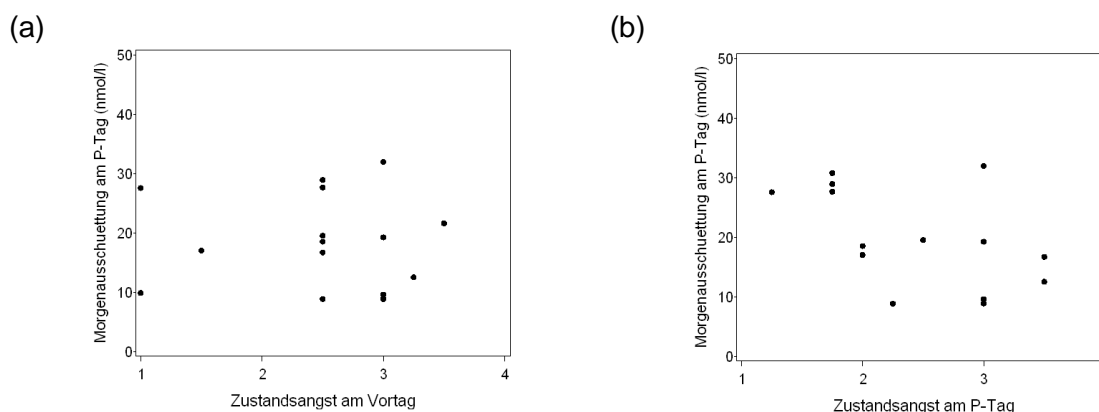 (a)
Morgenausschuettung am P-Tag (nmol/l)
50
40
30
20
10
0
1 2 3 4
Zustandsangst am Vortag
(b)
Morgenausschuettung am P-Tag (nmol/l)
50
40
30
20
10
0
1 2 3
Zustandsangst am P-Tag